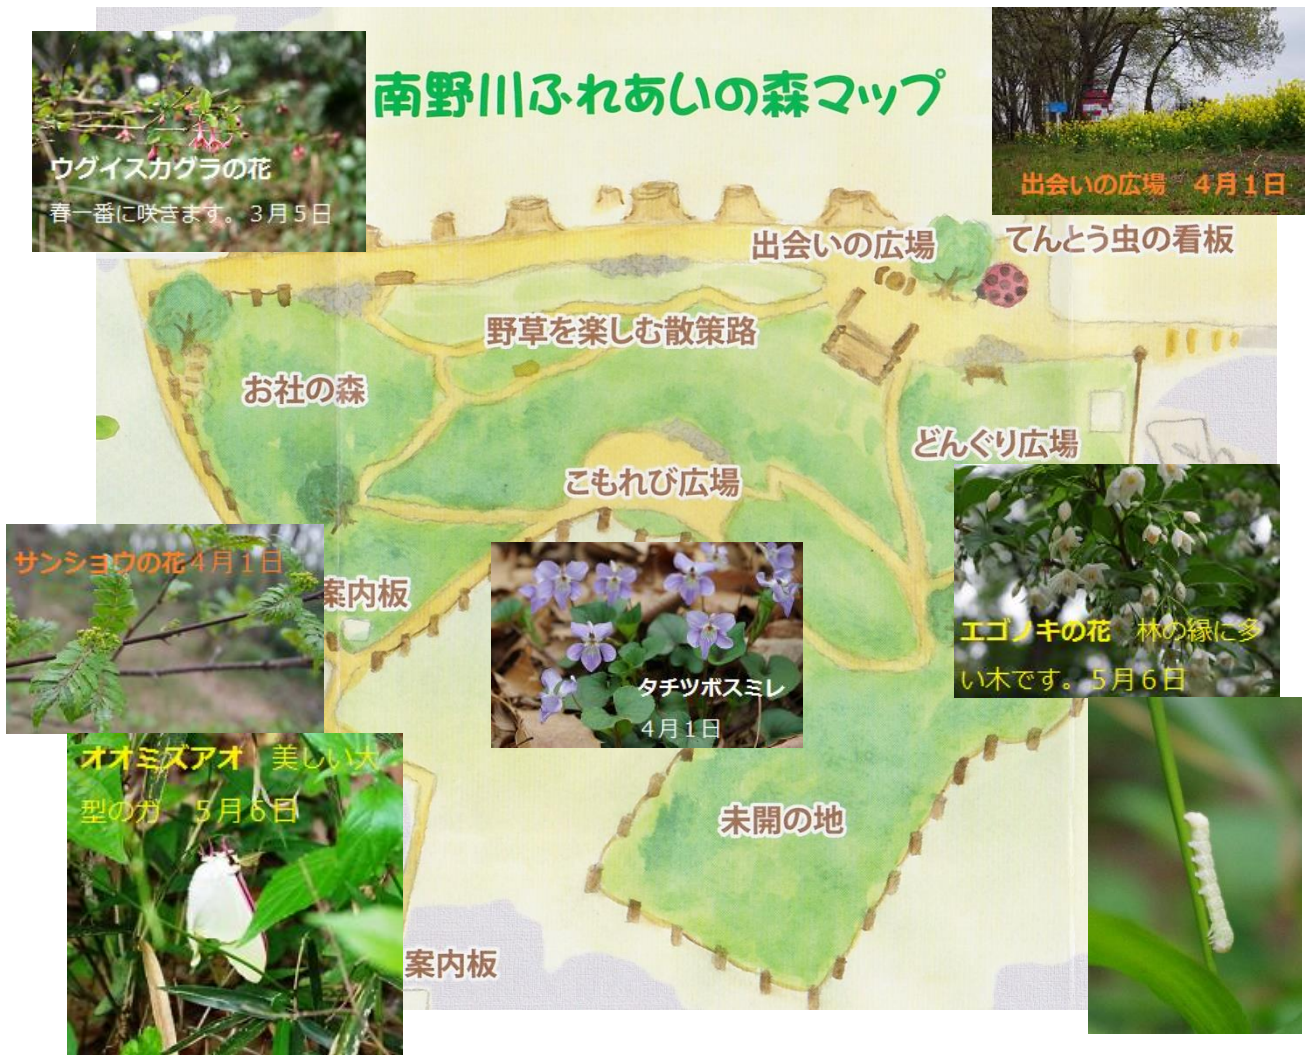 南野川ふれあいの森マップ
ウグイスカグラの花
春一番に咲きます。３月５日
出会いの広場　４月１日
出会いの広場
てんとう虫の看板
野草を楽しむ散策路
お社の森
どんぐり広場
こもれび広場
サンショウの花４月１日
案内板
エゴノキの花　林の縁に多
い木です。５月６日
タチツボスミレ
４月１日
オオミズアオ　美しい大
型のガ　５月６日
未開の地
案内板